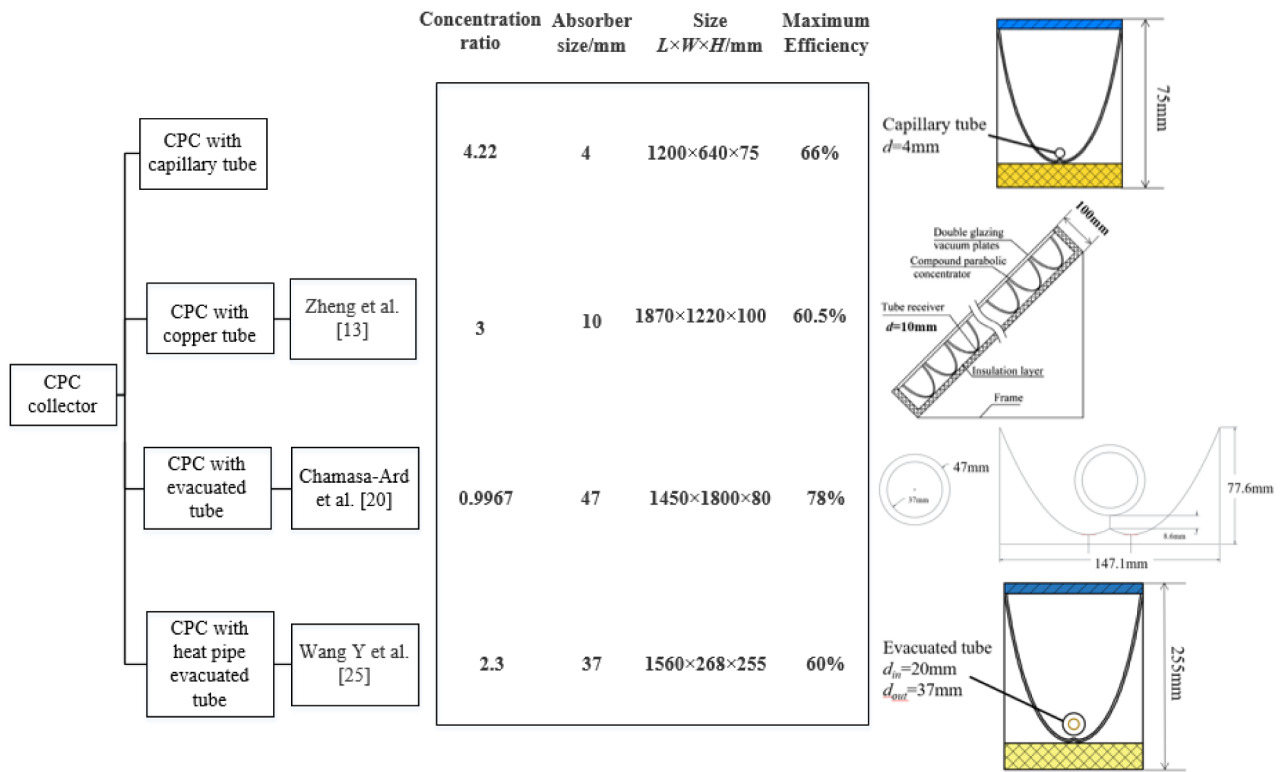 Concentration ratio
Absorber size/mm
Size L×W×H/mm
Maximum Efficiency
CPC collector
CPC with capillary tube
4.22
4
1200×640×75
66%
Capillary tube
d=4mm
75mm
CPC with copper tube
Zheng et al. [13]
3
10
1870×1220×100
60.5%
100mm
Double glazing vacuum plates
Compound parabolic concentrator
Tube receiver
d=10mm
Insulation layer
Frame
CPC with evacuated tube
Chamasa-Ard et al. [20]
0.9967
47
1450×1800×80
78%
47mm
37mm
77.6mm
8.6mm
147.1mm
CPC with heat pipe evacuated tube
Wang Y et al. [25]
2.3
37
1560×268×255
60%
Evacuated tube
din=20mm
dout=37mm
255mm